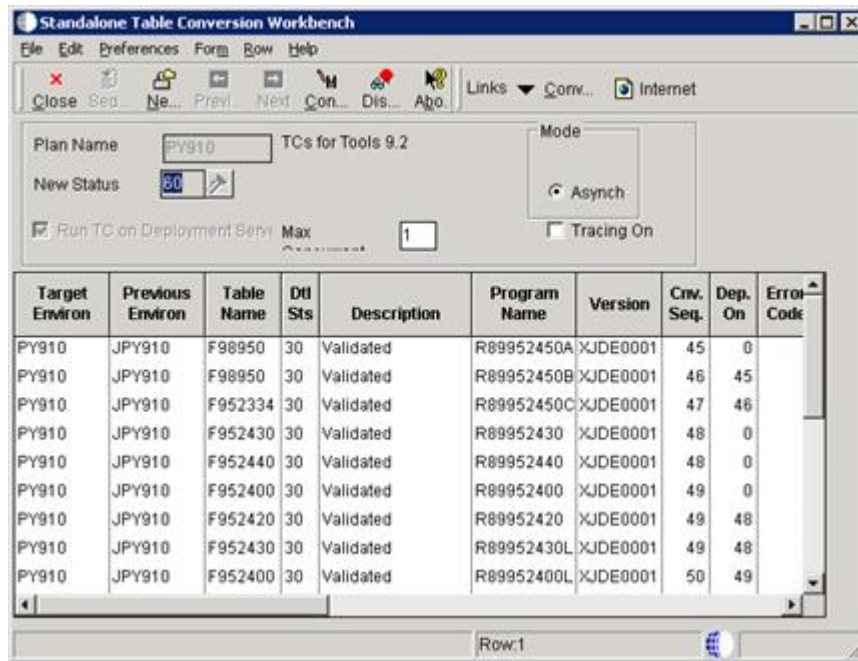 Standalone Table Conversion Workbench
File Edit Preferences Form Row Help
Close Seq... Ne... Previ... Next Con... Dis... Abo... Links Conv... Internet
Plan Name PY910 TCs for Tools 9.2 Mode
New Status 60 Asynch
Run TC on Deployment Serve Max 1 Tracing On
Target Environ Previous Environ Table Name Dtl Sts Description Program Name Version Cnv. Seq. Dep. On Error Code
PY910 JPY910 F98950 30 Validated R89952450A XJDE0001 45 0
PY910 JPY910 F98950 30 Validated R89952450B XJDE0001 46 45
PY910 JPY910 F952334 30 Validated R89952450C XJDE0001 47 46
PY910 JPY910 F952430 30 Validated R89952430 XJDE0001 48 0
PY910 JPY910 F952440 30 Validated R89952440 XJDE0001 48 0
PY910 JPY910 F952400 30 Validated R89952400 XJDE0001 49 0
PY910 JPY910 F952420 30 Validated R89952420 XJDE0001 49 48
PY910 JPY910 F952430 30 Validated R89952430L XJDE0001 49 48
PY910 JPY910 F952400 30 Validated R89952400L XJDE0001 50 49
Row:1